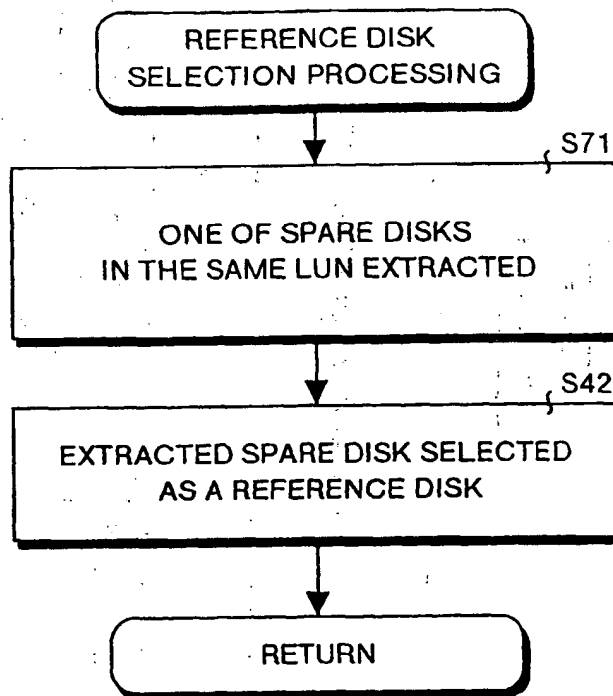 REFERENCE DISK
SELECTION PROCESSING
S71
ONE OF SPARE DISKS
IN THE SAME LUN EXTRACTED
S42
EXTRACTED SPARE DISK SELECTED
AS A REFERENCE DISK
RETURN